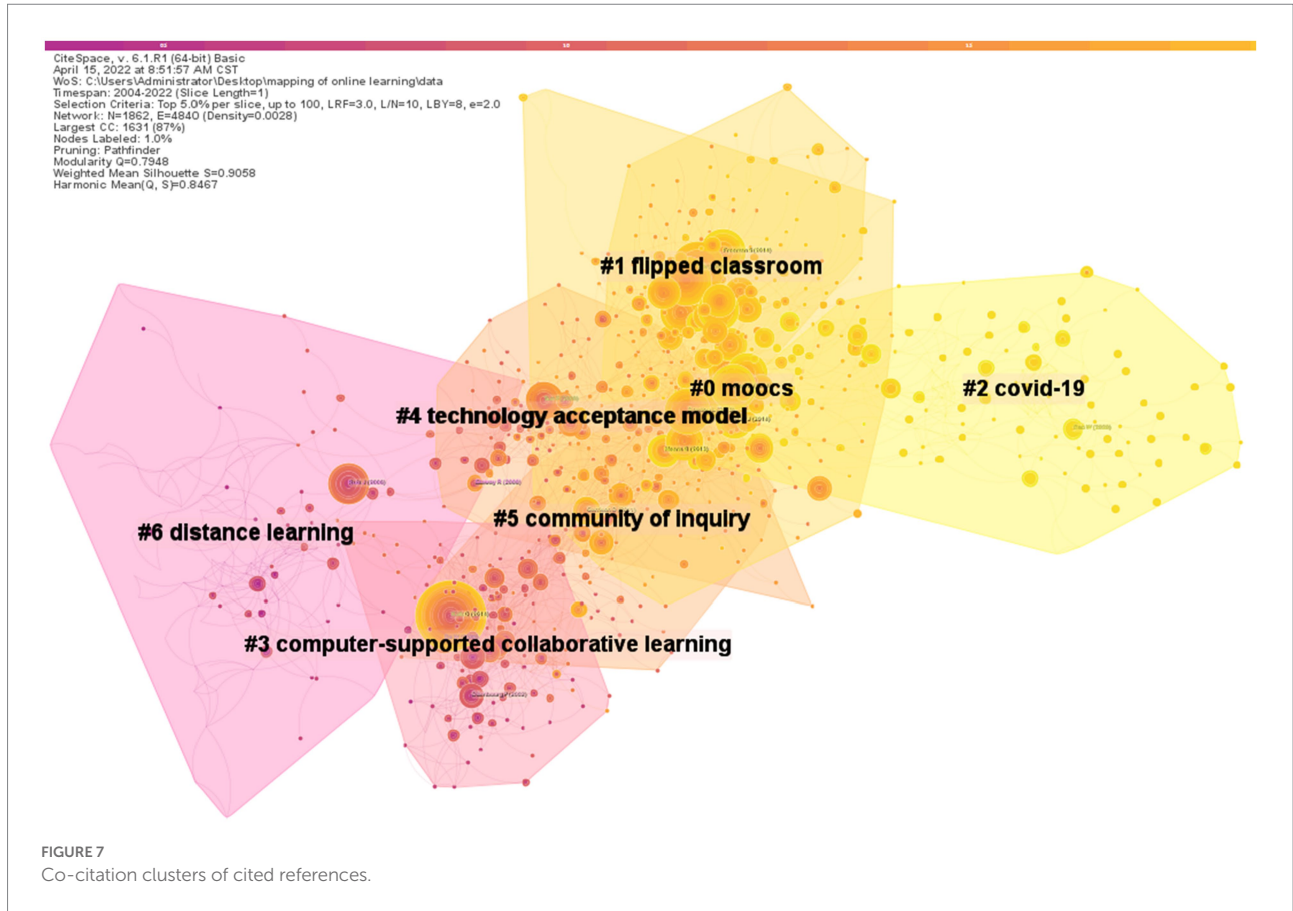 CiteSpace, v. 6.1.R1 (64-bit) Basic
April 15, 2022 at 8:51:57 AM CST
WoS: C:\Users\Administrator\Desktop\mapping of online learning\data
Timespan: 2004-2022 (Slice Length=1)
Selection Criteria: Top 5.0% per slice, up to 100, LRF=3.0, L/N=10, LBY=8, e=2.0
Network: N=1862, E=4840 (Density=0.0028)
Largest CC: 1631 (87%)
Nodes Labeled: 1.0%
Pruning: Pathfinder
Modularity Q=0.7948
Weighted Mean Silhouette S=0.9058
Harmonic Mean(Q, S)=0.8467
#1 flipped classroom
#0 moocs
#2 covid-19
#4 technology acceptance model
#5 community of inquiry
#6 distance learning
#3 computer-supported collaborative learning
FIGURE 7
Co-citation clusters of cited references.